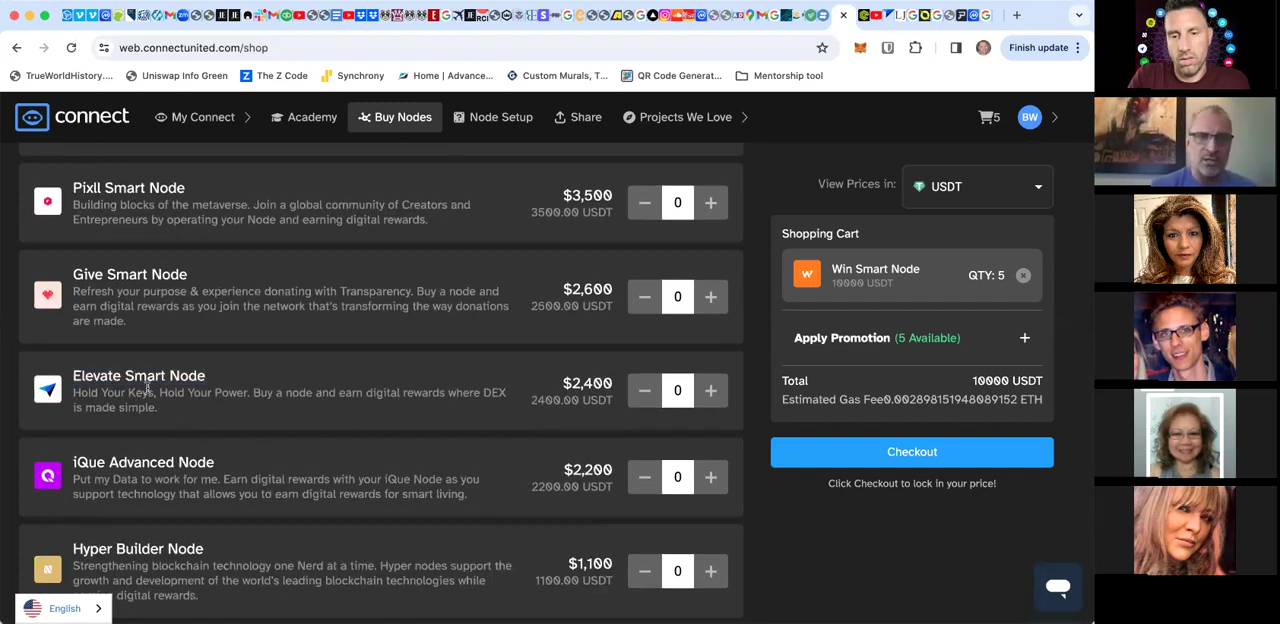 web.connectunited.com/shop
Finish update
TrueWorldHistory....
Uniswap Info Green
The Z Code
Synchrony
Home | Advance...
Custom Murals, T...
QR Code Generat...
Mentorship tool
connect
My Connect
Academy
Buy Nodes
Node Setup
Share
Projects We Love
5
BW
Pixll Smart Node
Building blocks of the metaverse. Join a global community of Creators and
Entrepreneurs by operating your Node and earning digital rewards.
$3,500
3500.00 USDT
0
Give Smart Node
Refresh your purpose & experience donating with Transparency. Buy a node and
earn digital rewards as you join the network that's transforming the way donations
are made.
$2,600
2600.00 USDT
0
Elevate Smart Node
Hold Your Keys, Hold Your Power. Buy a node and earn digital rewards where DEX
is made simple.
$2,400
2400.00 USDT
0
iQue Advanced Node
Put my Data to work for me. Earn digital rewards with your iQue Node as you
support technology that allows you to earn digital rewards for smart living.
$2,200
2200.00 USDT
0
Hyper Builder Node
Strengthening blockchain technology one Nerd at a time. Hyper nodes support the
growth and development of the world's leading blockchain technologies while
digital rewards.
$1,100
1100.00 USDT
0
English
View Prices in:
USDT
Shopping Cart
Win Smart Node
10000 USDT
QTY: 5
Apply Promotion (5 Available)
Total
10000 USDT
Estimated Gas Fee0.002898151948089152 ETH
Checkout
Click Checkout to lock in your price!